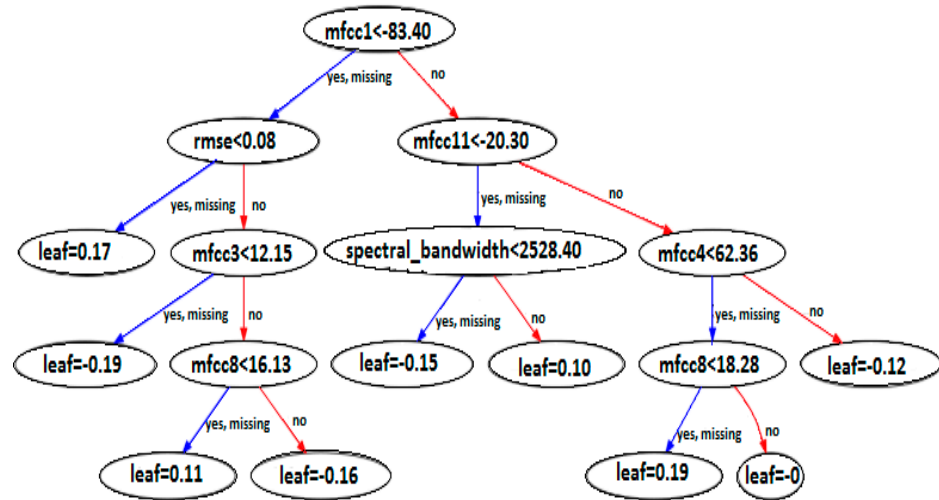 mfcc1<-83.40
yes, missing
no
rmse<0.08
mfcc11<-20.30
yes, missing
no
yes, missing
no
leaf=0.17
mfcc3<12.15
spectral_bandwidth<2528.40
mfcc4<62.36
yes, missing
no
yes, missing
no
yes, missing
no
leaf=-0.19
mfcc8<16.13
leaf=-0.15
leaf=0.10
mfcc8<18.28
leaf=-0.12
yes, missing
no
yes, missing
no
leaf=0.11
leaf=-0.16
leaf=0.19
leaf=-0